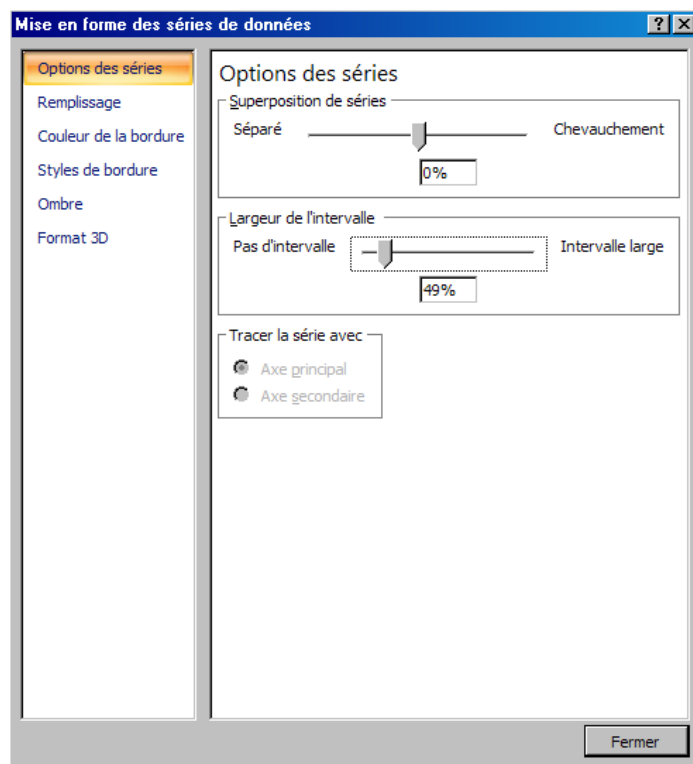 Mise en forme des séries de données
Options des séries
Remplissage
Couleur de la bordure
Styles de bordure
Ombre
Format 3D
Options des séries
Superposition de séries
Séparé Chevauchement
0%
Largeur de l'intervalle
Pas d'intervalle Intervalle large
49%
Tracer la série avec
Axe principal
Axe secondaire
Fermer